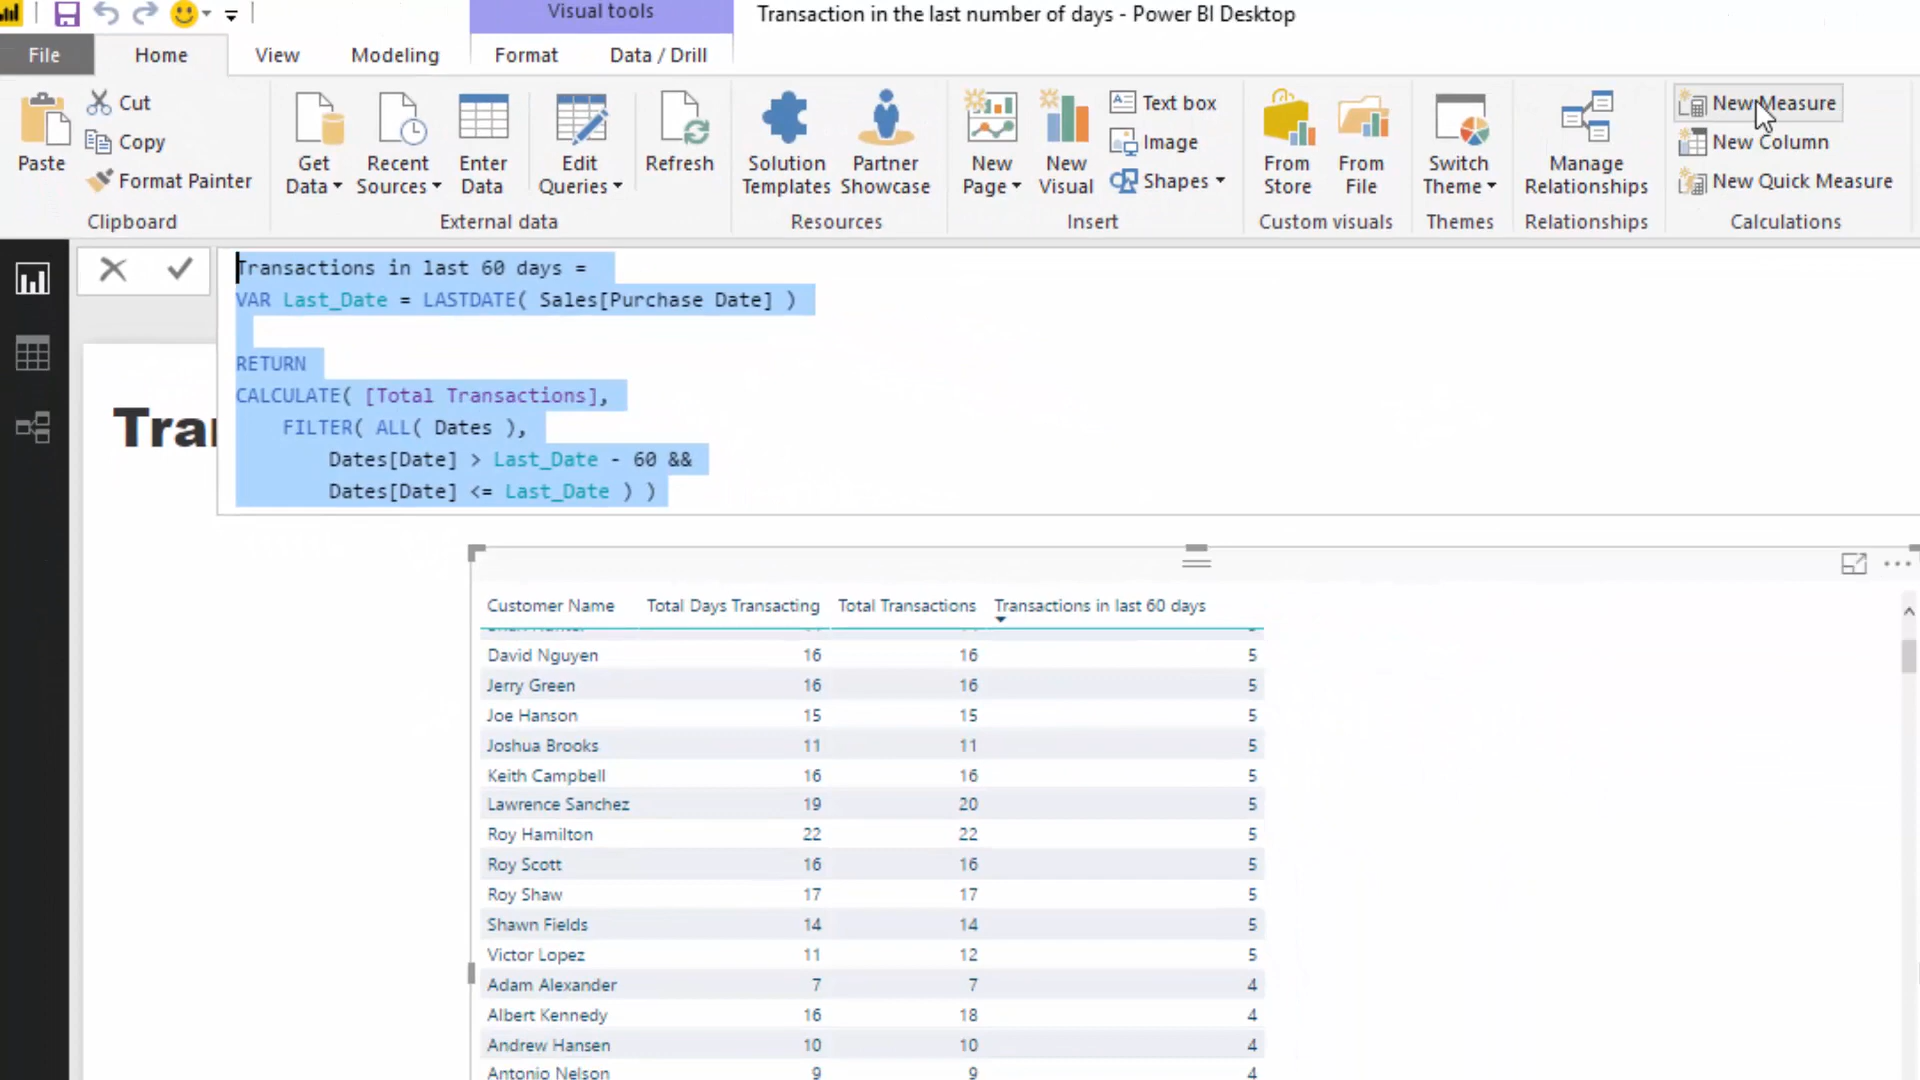 Visual tools
Transaction in the last number of days - Power BI Desktop
File
Home
View
Modeling
Format
Data / Drill
Paste
Cut
Copy
Format Painter
Clipboard
Get
Data
Recent
Sources
Enter
Data
Edit
Queries
Refresh
External data
Solution
Templates
Partner
Showcase
Resources
New
Page
New
Visual
Text box
Image
Shapes
Insert
From
Store
From
File
Custom visuals
Switch
Theme
Themes
Manage
Relationships
Relationships
New Measure
New Column
New Quick Measure
Calculations
Transactions in last 60 days =
VAR Last_Date = LASTDATE( Sales[Purchase Date] )
RETURN
CALCULATE( [Total Transactions],
FILTER( ALL( Dates ),
Dates[Date] > Last_Date - 60 &&
Dates[Date] <= Last_Date ) )
Tra
Customer Name Total Days Transacting Total Transactions Transactions in last 60 days
David Nguyen 16 16 5
Jerry Green 16 16 5
Joe Hanson 15 15 5
Joshua Brooks 11 11 5
Keith Campbell 16 16 5
Lawrence Sanchez 19 20 5
Roy Hamilton 22 22 5
Roy Scott 16 16 5
Roy Shaw 17 17 5
Shawn Fields 14 14 5
Victor Lopez 11 12 5
Adam Alexander 7 7 4
Albert Kennedy 16 18 4
Andrew Hansen 10 10 4
Antonio Nelson 9 9 4